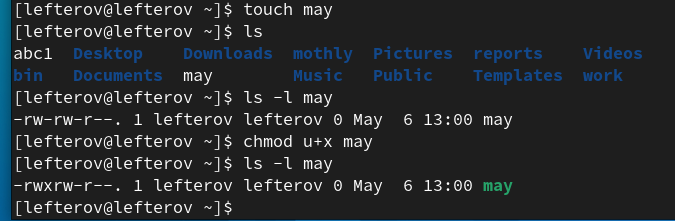 [lefterov@lefterov ~]$ touch may
[lefterov@lefterov ~]$ ls
abc1  Desktop    Downloads  mothly  Pictures  reports    Videos
bin   Documents  may        Music   Public    Templates  work
[lefterov@lefterov ~]$ ls -l may
-rw-rw-r--. 1 lefterov lefterov 0 May  6 13:00 may
[lefterov@lefterov ~]$ chmod u+x may
[lefterov@lefterov ~]$ ls -l may
-rwxrw-r--. 1 lefterov lefterov 0 May  6 13:00 may
[lefterov@lefterov ~]$